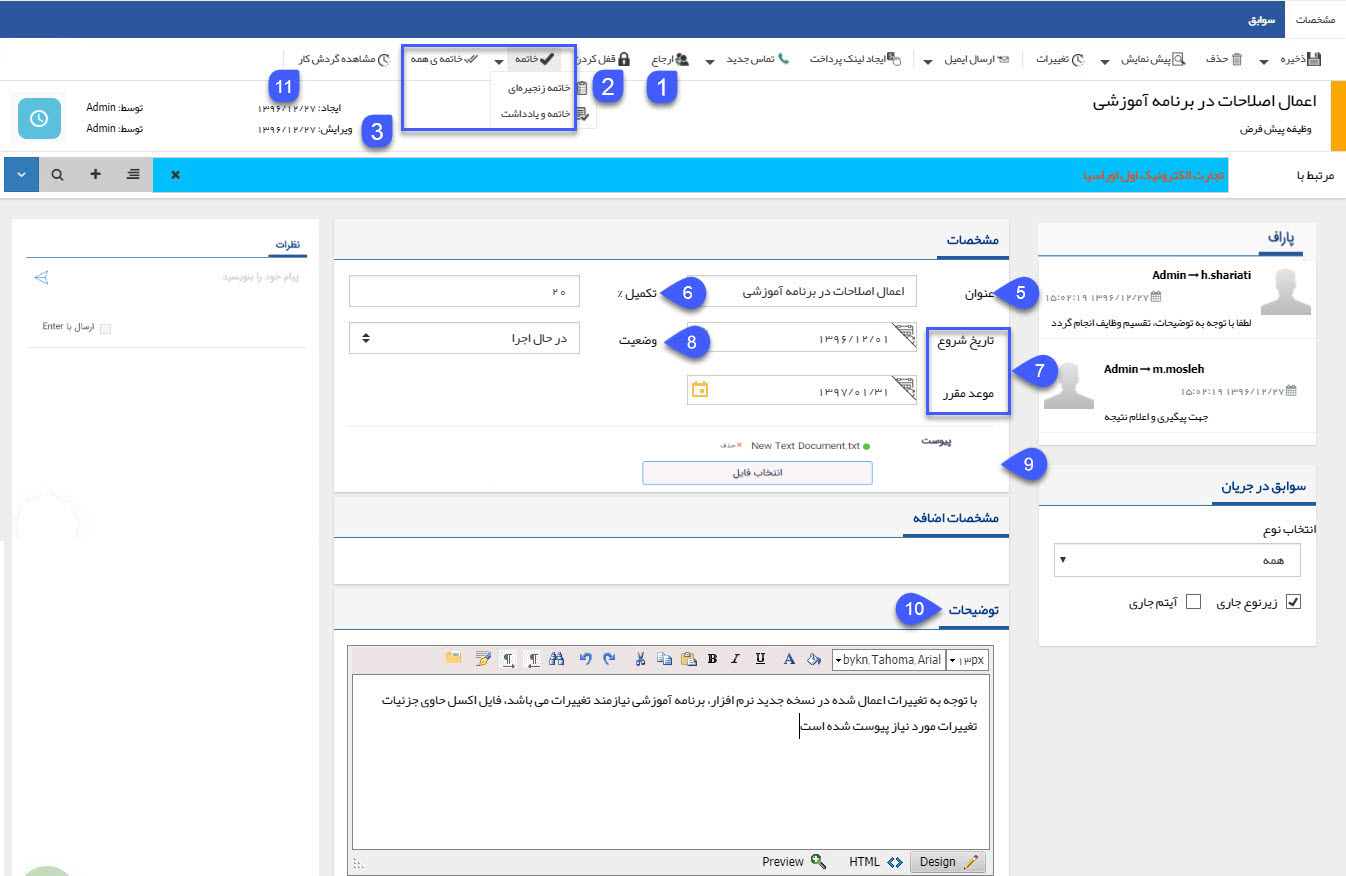 مشخصات
سوابق
ذخیره
حذف
پیش نمایش
تغییرات
ارسال ایمیل
ایجاد لینک پرداخت
تماس جدید
ارجاع
قفل کردن
خاتمه
خاتمه ی همه
مشاهده گردش کار
خاتمه زنجیره‌ای
خاتمه و یادداشت
1
2
3
11
اعمال اصلاحات در برنامه آموزشی
وظیفه پیش فرض
ایجاد: ۱۳۹۶/۱۲/۲۷
توسط: Admin
ویرایش: ۱۳۹۶/۱۲/۲۷
توسط: Admin
مرتبط با
تجارت الکترونیک اول اوراسیا
پاراف
Admin→h.shariati
۱۳۹۶/۱۲/۲۷ ۱۵:۰۲:۱۹
لطفا با توجه به توضیحات، تقسیم وظایف انجام گردد
Admin→m.mosleh
۱۳۹۶/۱۲/۲۷ ۱۵:۰۲:۱۹
جهت پیگیری و اعلام نتیجه
سوابق در جریان
انتخاب نوع
همه
زیرنوع جاری
آیتم جاری
مشخصات
5
عنوان
اعمال اصلاحات در برنامه آموزشی
6
تکمیل ٪
۲۰
7
تاریخ شروع
۱۳۹۶/۱۲/۰۱
8
وضعیت
در حال اجرا
موعد مقرر
۱۳۹۷/۰۱/۳۱
9
پیوست
New Text Document.txt
حذف
انتخاب فایل
مشخصات اضافه
10
توضیحات
bykn,Tahoma,Arial
۱۳px
B I U A
با توجه به تغییرات اعمال شده در نسخه جدید نرم افزار، برنامه آموزشی نیازمند تغییرات می باشد، فایل اکسل حاوی جزئیات
تغییرات مورد نیاز پیوست شده است
Design
HTML
Preview
نظرات
پیام خود را بنویسید
ارسال با Enter